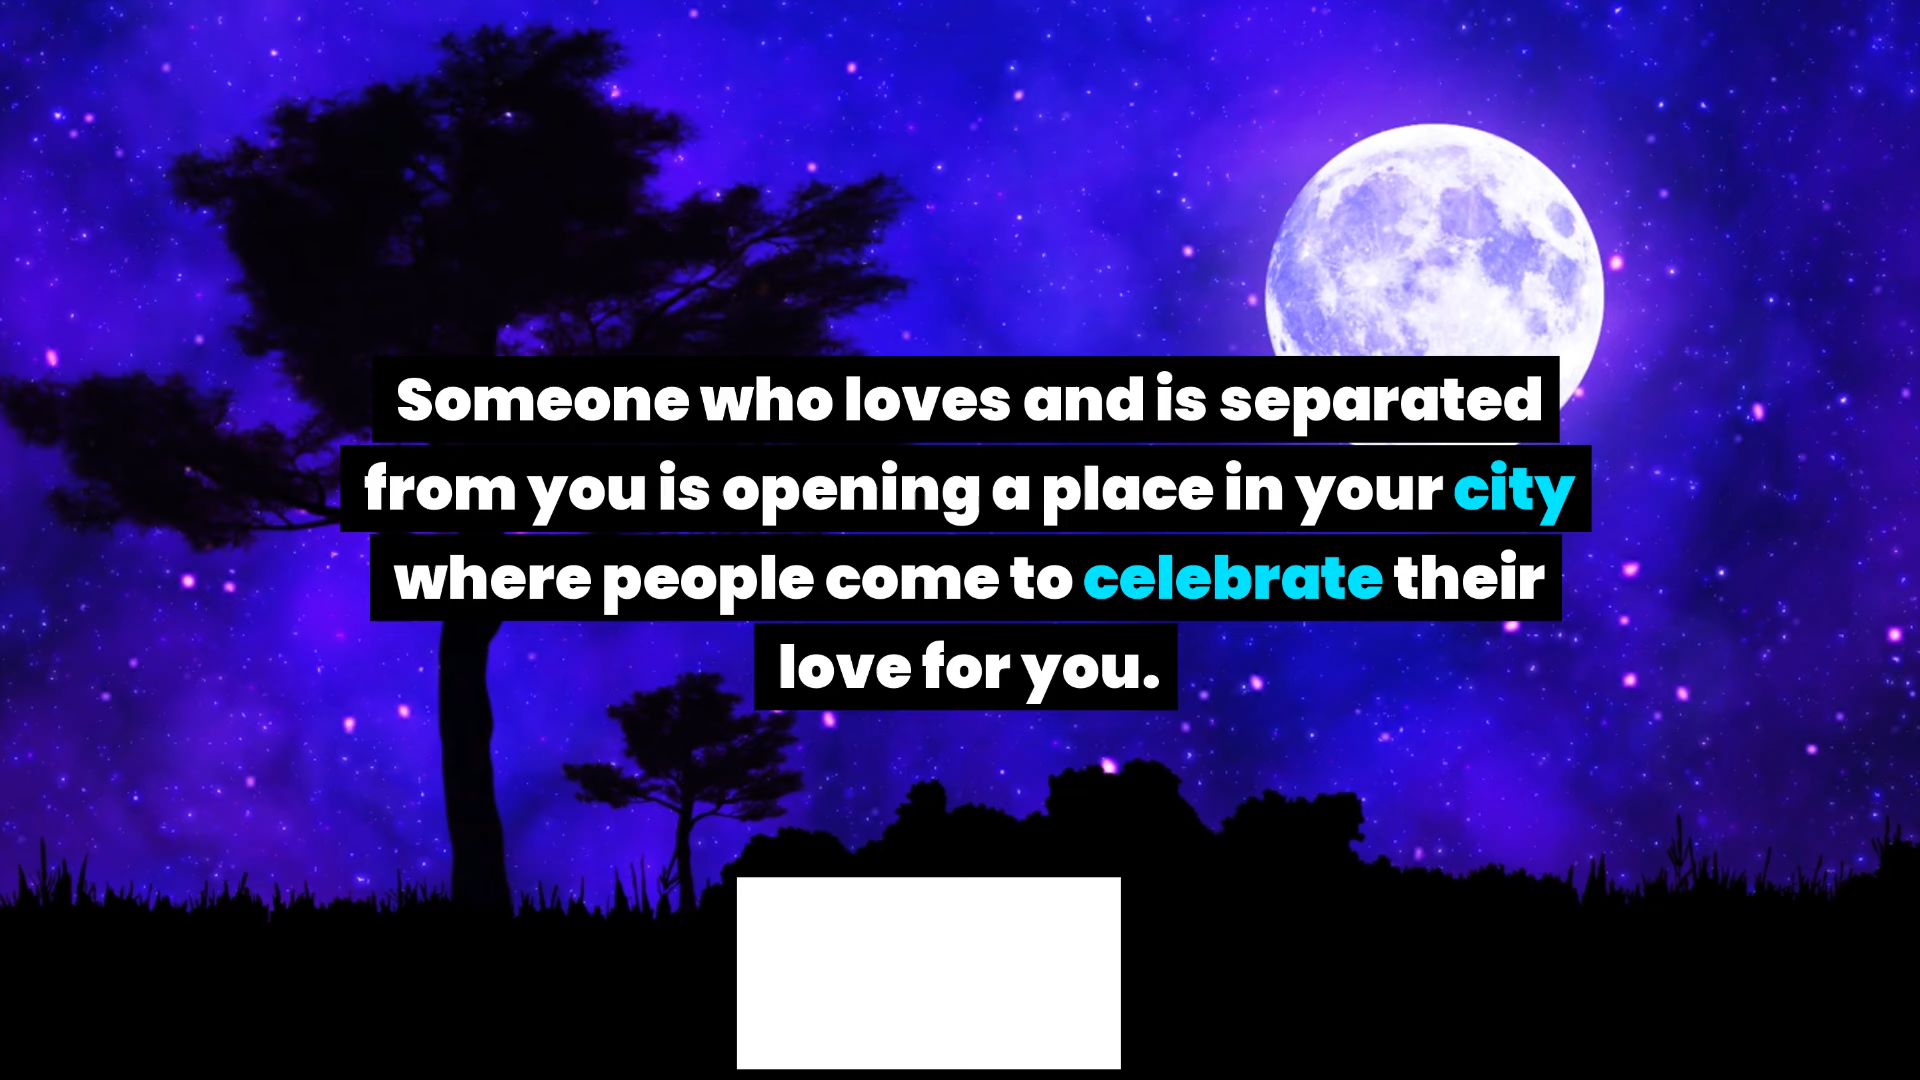 Someone who loves and is separated
from you is opening a place in your city
where people come to celebrate their
love for you.